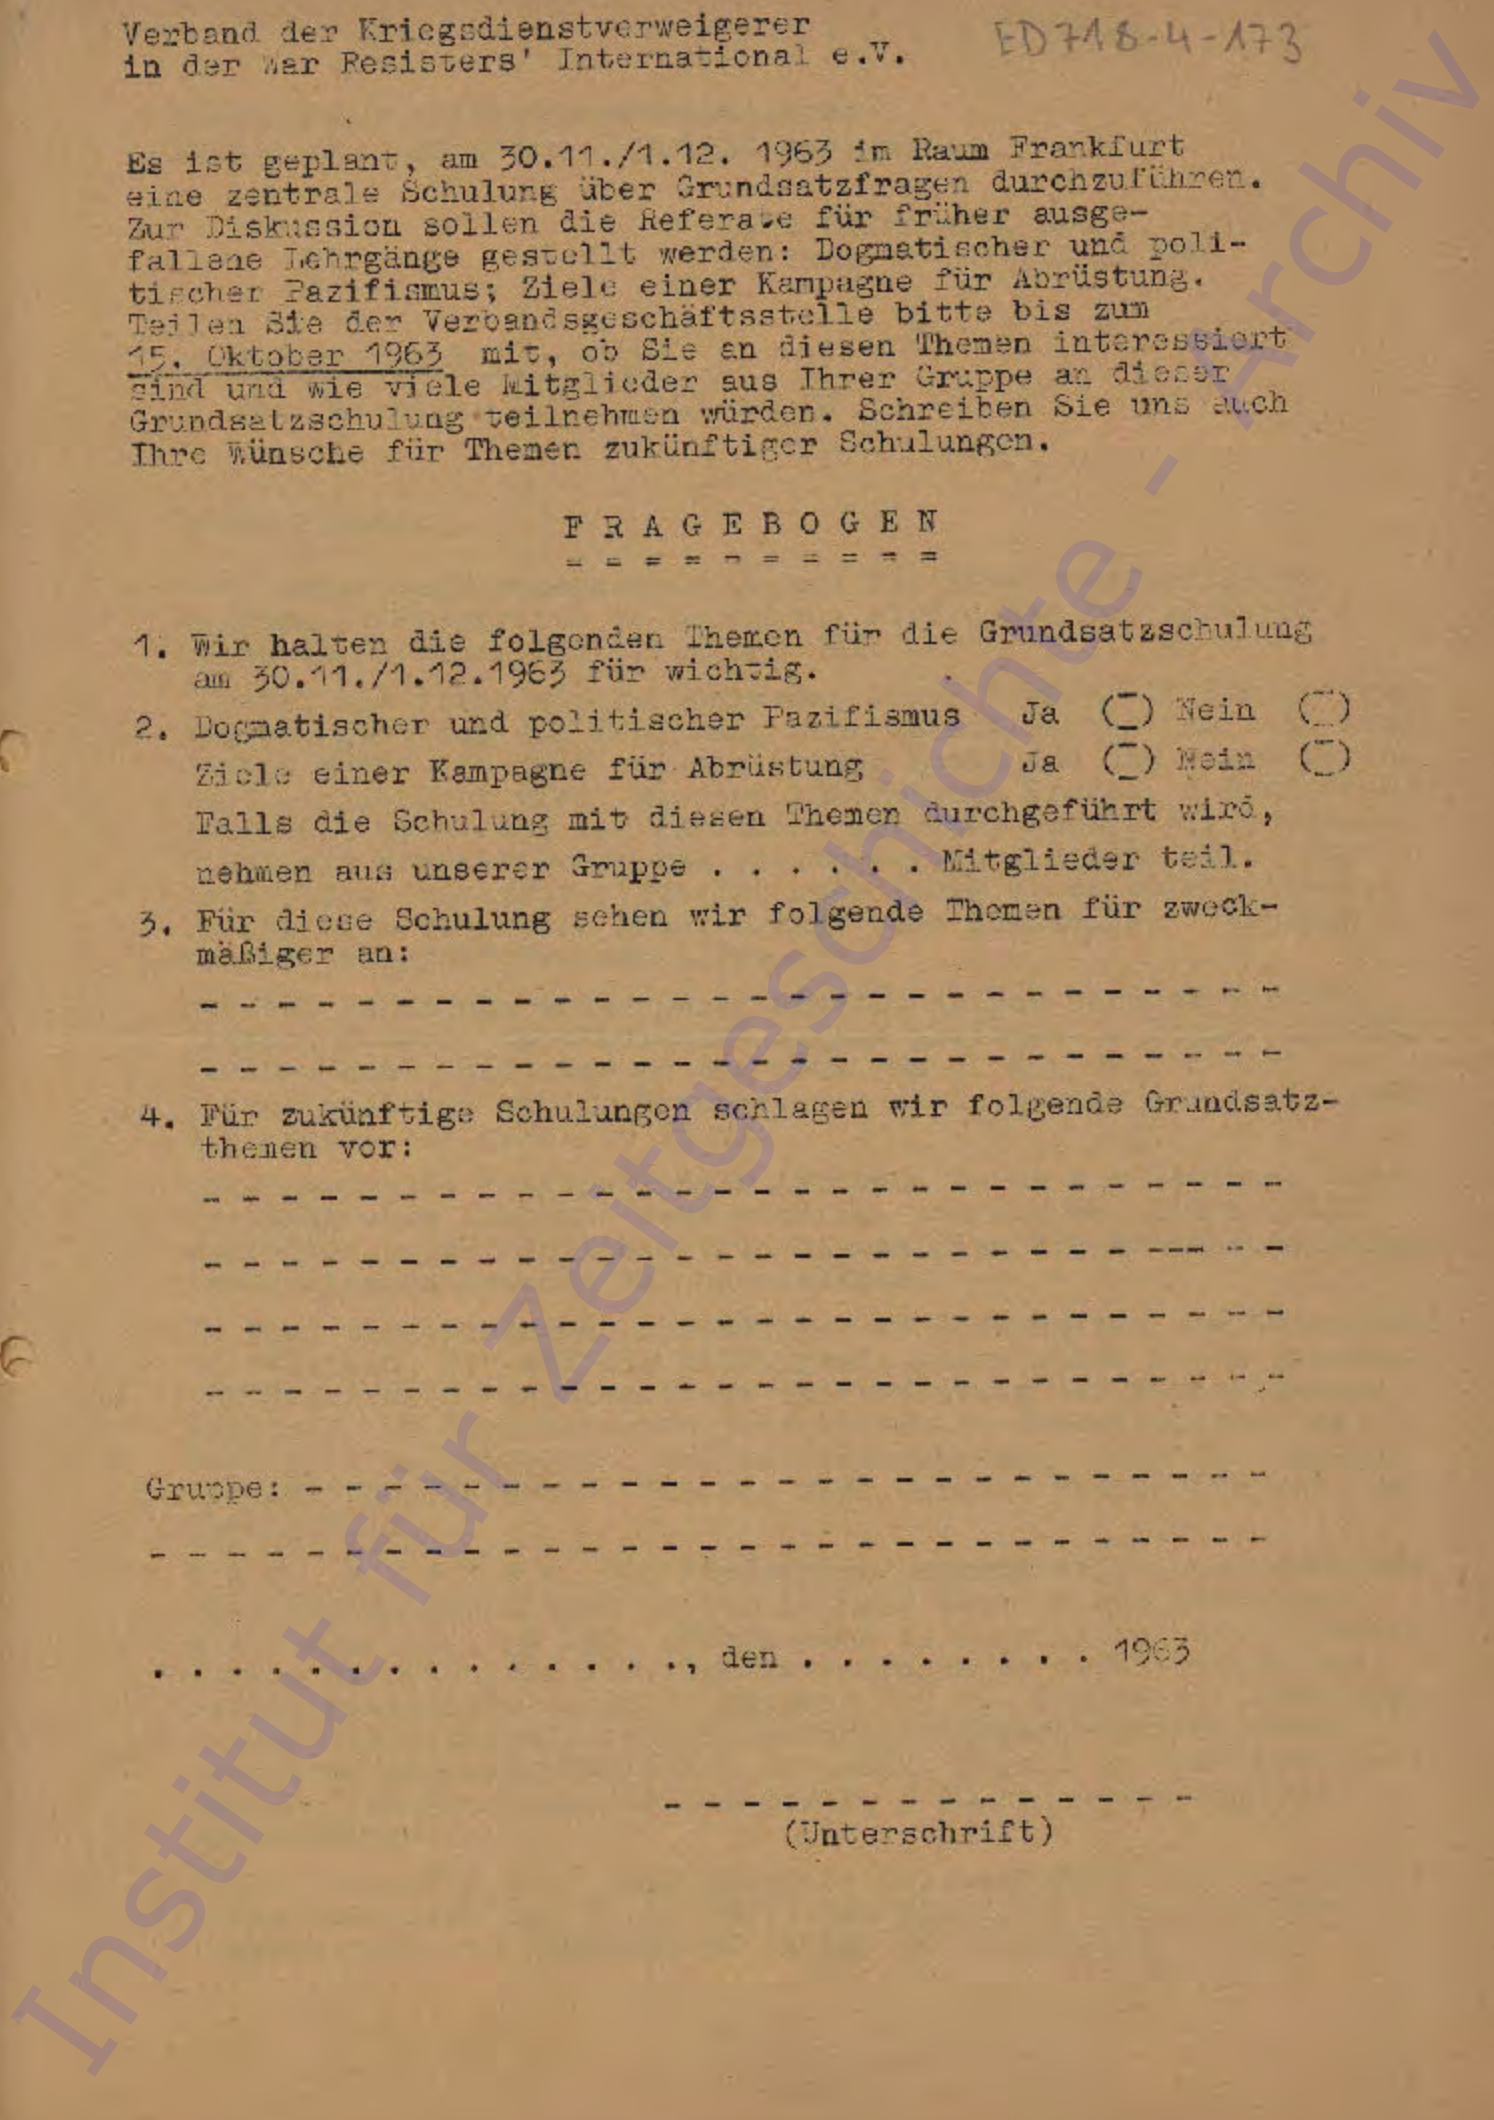 Verband der Kriegsdienstverweigerer
in der War Resisters' International e.V.
ED718-4-173
Es ist geplant, am 30.11./1.12. 1963 im Raum Frankfurt
eine zentrale Schulung über Grundsatzfragen durchzuführen.
Zur Diskussion sollen die Referate für früher ausge-
fallene Lehrgänge gestellt werden: Dogmatischer und poli-
tischer Pazifismus; Ziele einer Kampagne für Abrüstung.
Teilen Sie der Verbandsgeschäftsstelle bitte bis zum
15. Oktober 1963 mit, ob Sie an diesen Themen interessiert
sind und wie viele Mitglieder aus Ihrer Gruppe an dieser
Grundsatzschulung teilnehmen würden. Schreiben Sie uns auch
Ihre Wünsche für Themen zukünftiger Schulungen.
F R A G E B O G E N
= = = = = = = = = =
1. Wir halten die folgenden Themen für die Grundsatzschulung
am 30.11./1.12.1963 für wichtig.
2. Dogmatischer und politischer Pazifismus Ja (_) Nein (_)
Ziele einer Kampagne für Abrüstung Ja (_) Nein (_)
Falls die Schulung mit diesen Themen durchgeführt wird,
nehmen aus unserer Gruppe . . . . . . Mitglieder teil.
3. Für diese Schulung sehen wir folgende Themen für zweck-
mäßiger an:
- - - - - - - - - - - - - - - - - - - - - - - - - - - -
- - - - - - - - - - - - - - - - - - - - - - - - - - - -
4. Für zukünftige Schulungen schlagen wir folgende Grundsatz-
themen vor:
- - - - - - - - - - - - - - - - - - - - - - - - - - - -
- - - - - - - - - - - - - - - - - - - - - - - - - - - -
- - - - - - - - - - - - - - - - - - - - - - - - - - - -
- - - - - - - - - - - - - - - - - - - - - - - - - - - -
Gruppe: - - - - - - - - - - - - - - - - - - - - - - - - -
- - - - - - - - - - - - - - - - - - - - - - - - - - - - -
. . . . . . . . . . . . . ., den . . . . . . . . 1963
- - - - - - - - - - - - - -
(Unterschrift)
Institut für Zeitgeschichte - Archiv